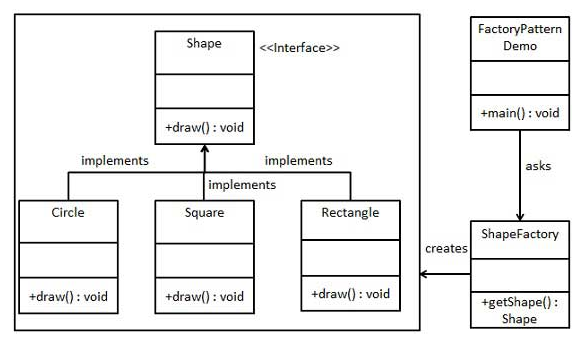 Shape
<<Interface>>
+draw() : void
implements
implements
implements
Circle
+draw() : void
Square
+draw() : void
Rectangle
+draw() : void
FactoryPattern
Demo
+main() : void
asks
ShapeFactory
+getShape() :
Shape
creates